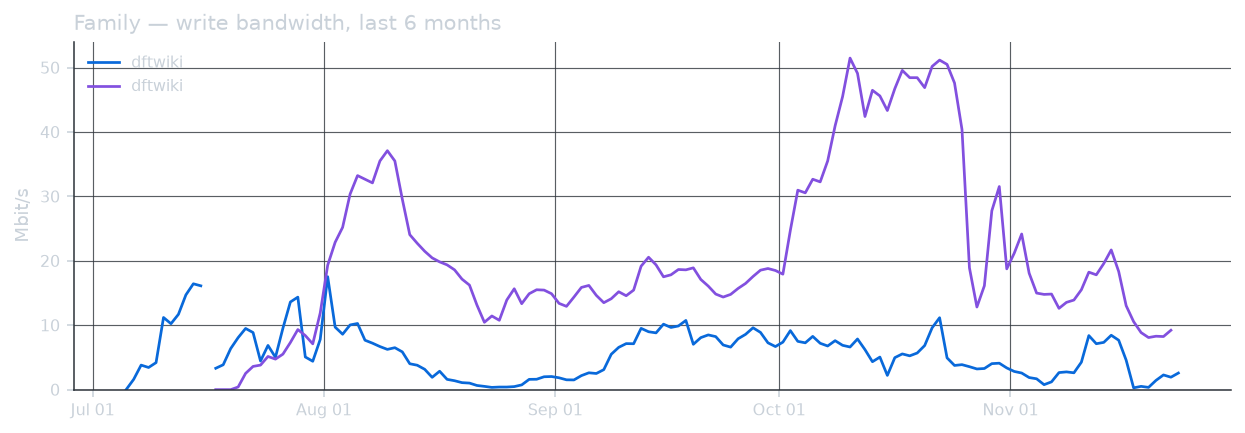 Family — write bandwidth, last 6 months
dftwiki
dftwiki
Mbit/s
50
40
30
20
10
0
Jul 01 Aug 01 Sep 01 Oct 01 Nov 01